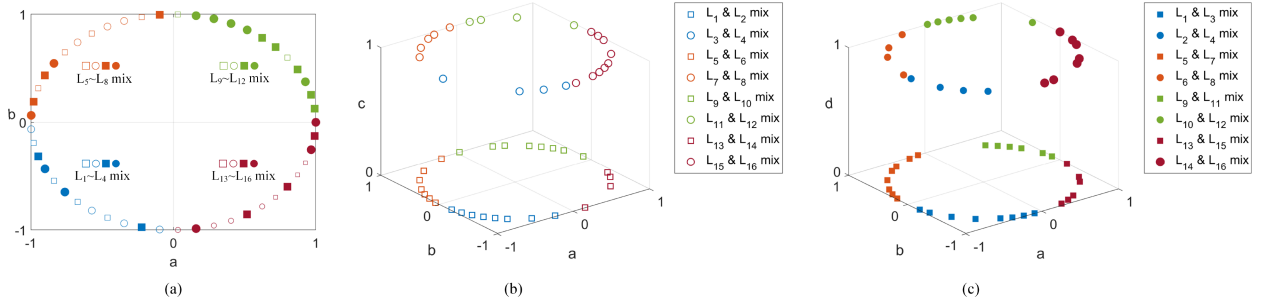 1
L5~L8 mix
L9~L12 mix
b
0
L1~L4 mix
L13~L16 mix
-1
-1
0
1
a
(a)
1
c
0
1
0
b
-1
-1
0
a
1
(b)
L1 & L2 mix
L3 & L4 mix
L5 & L6 mix
L7 & L8 mix
L9 & L10 mix
L11 & L12 mix
L13 & L14 mix
L15 & L16 mix
1
d
0
1
0
b
-1
-1
0
a
1
(c)
L1 & L3 mix
L2 & L4 mix
L5 & L7 mix
L6 & L8 mix
L9 & L11 mix
L10 & L12 mix
L13 & L15 mix
L14 & L16 mix